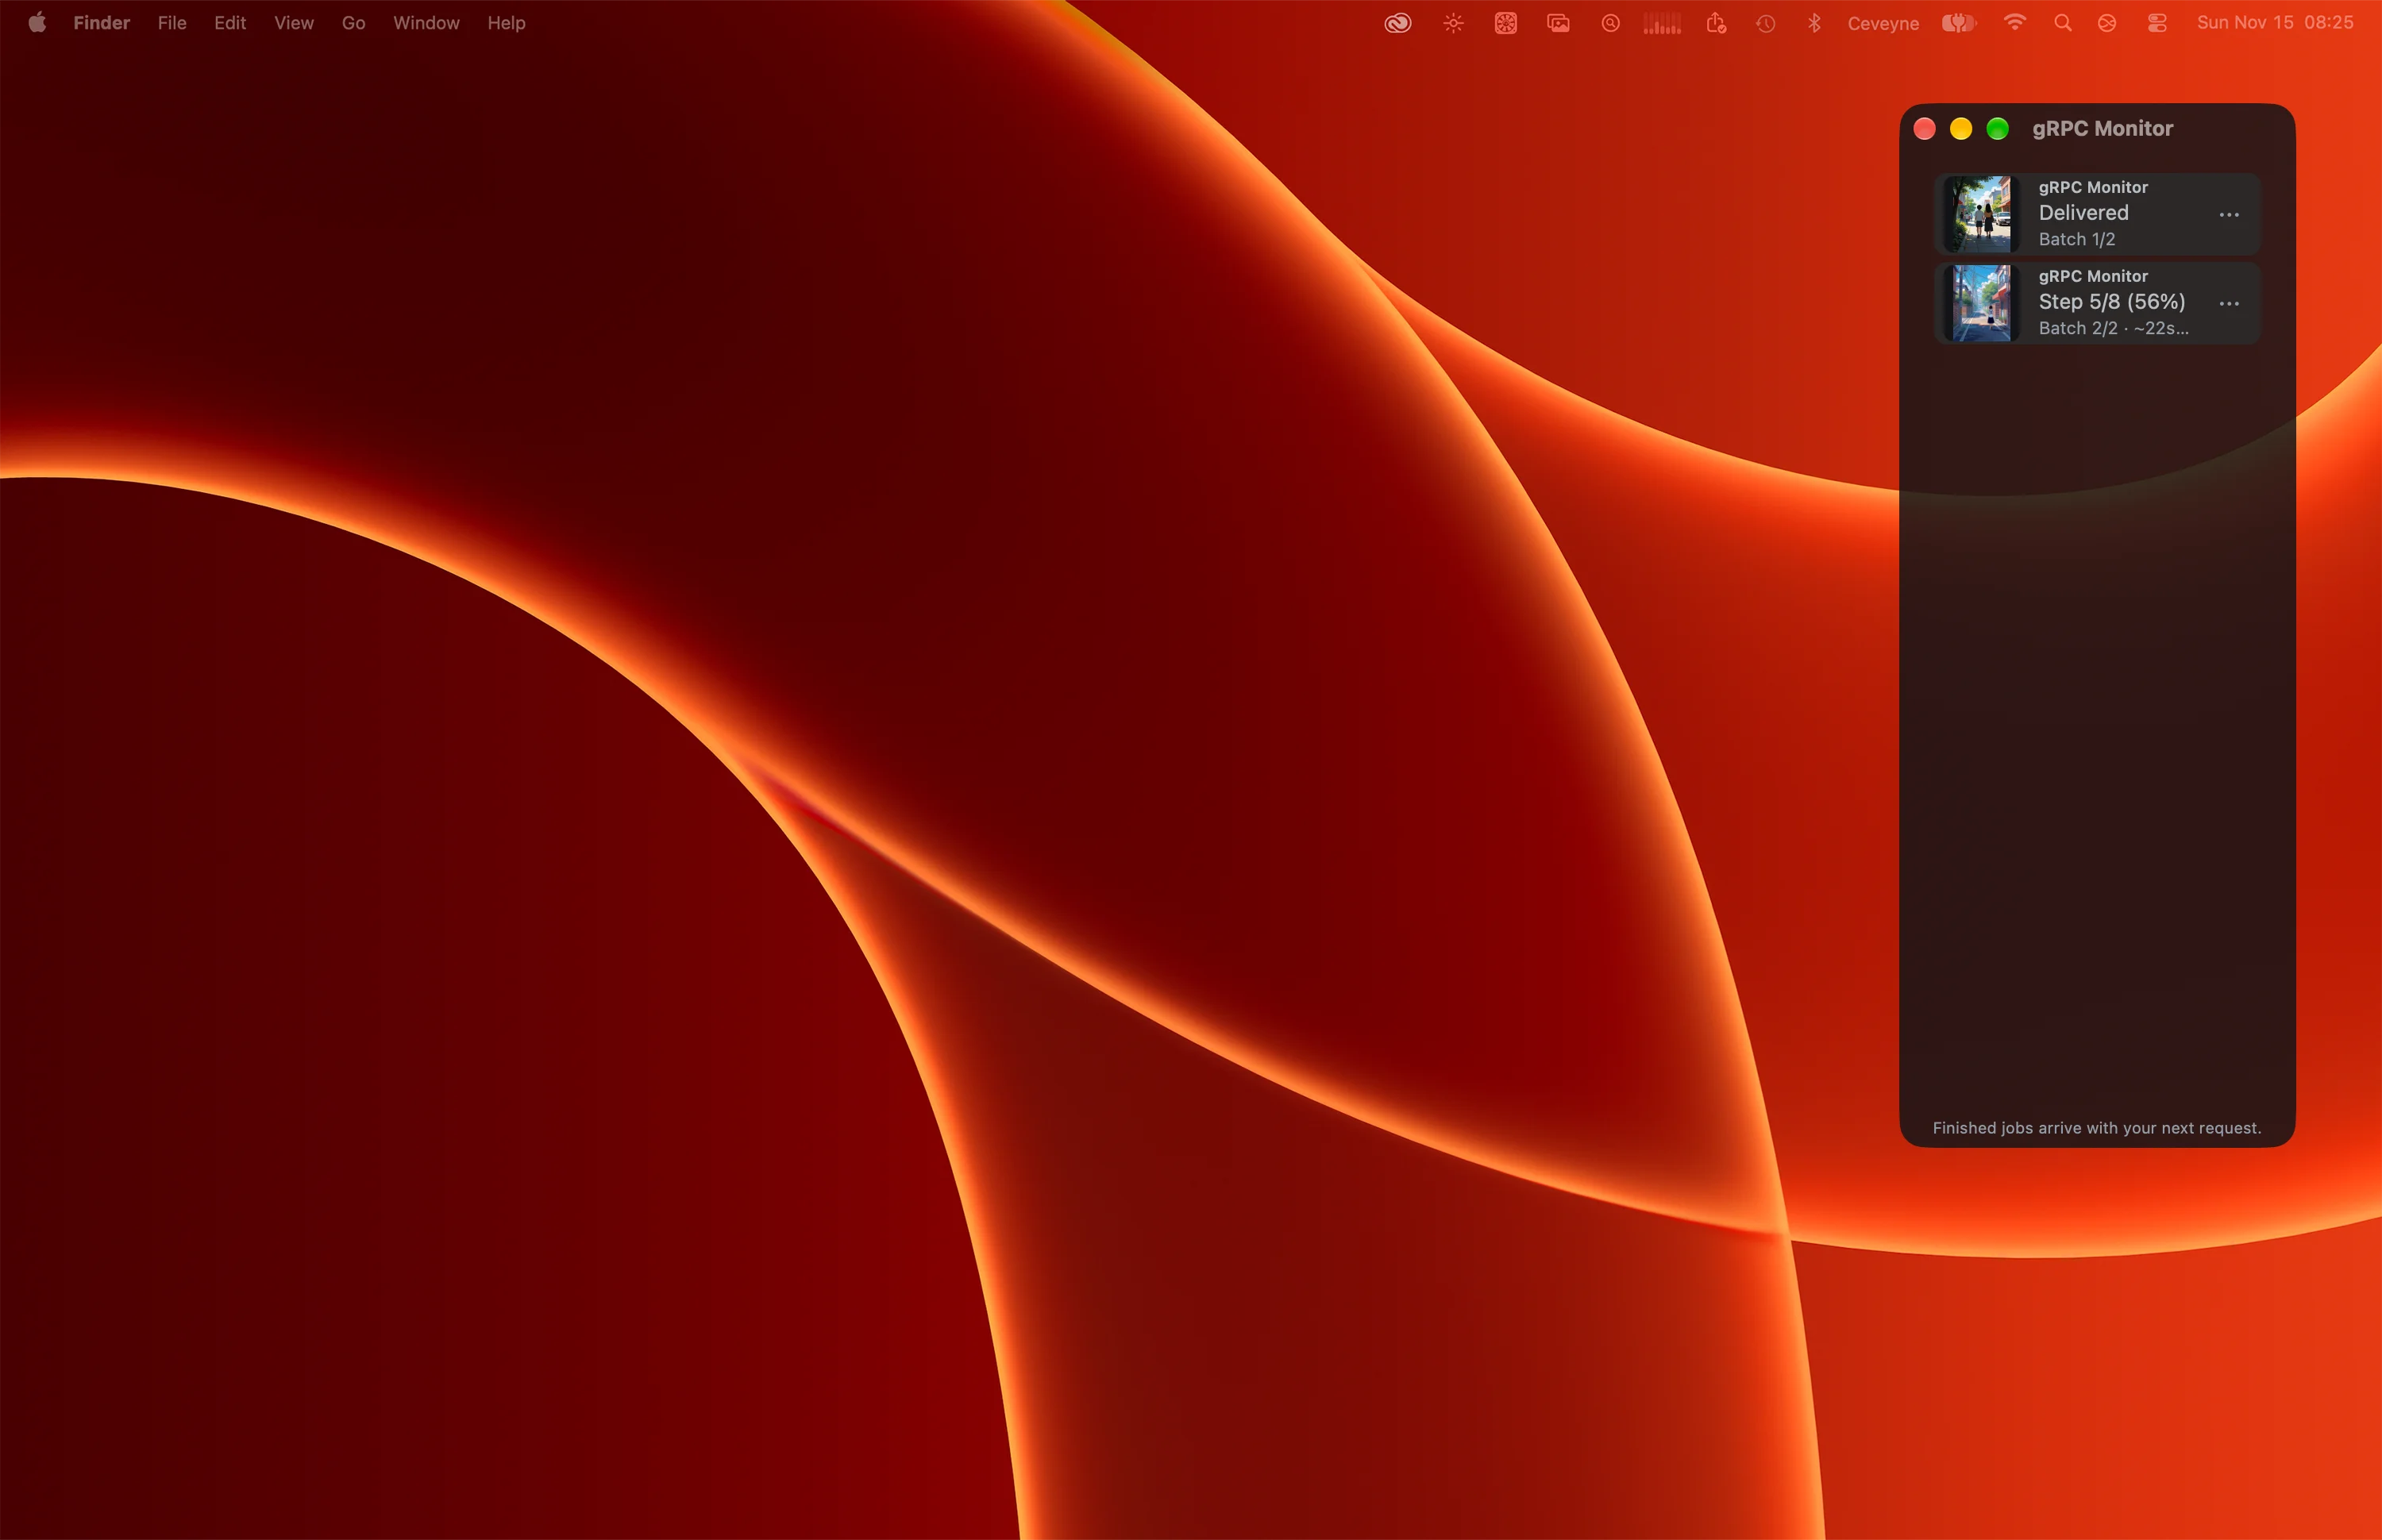 Finder File Edit View Go Window Help Ceveyne Sun Nov 15 08:25
gRPC Monitor
gRPC Monitor
Delivered
Batch 1/2
gRPC Monitor
Step 5/8 (56%)
Batch 2/2 · ~22s...
Finished jobs arrive with your next request.